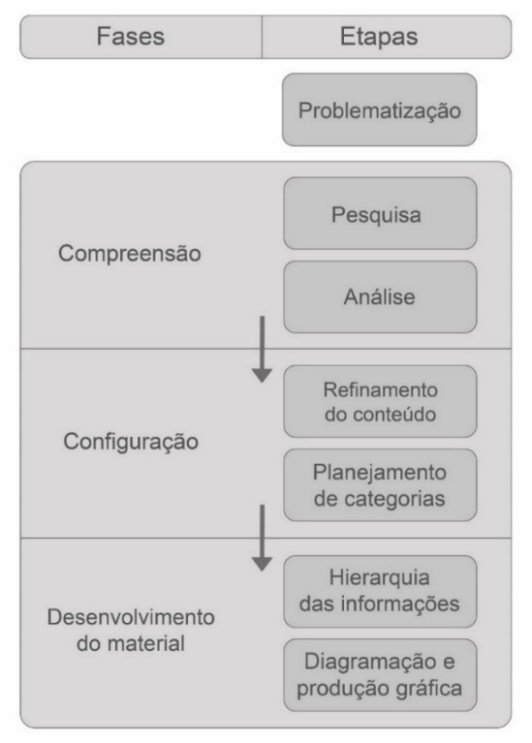 Fases
Etapas
Problematização
Compreensão
Pesquisa
Análise
Configuração
Refinamento
do conteúdo
Planejamento
de categorias
Desenvolvimento
do material
Hierarquia
das informações
Diagramação e
produção gráfica